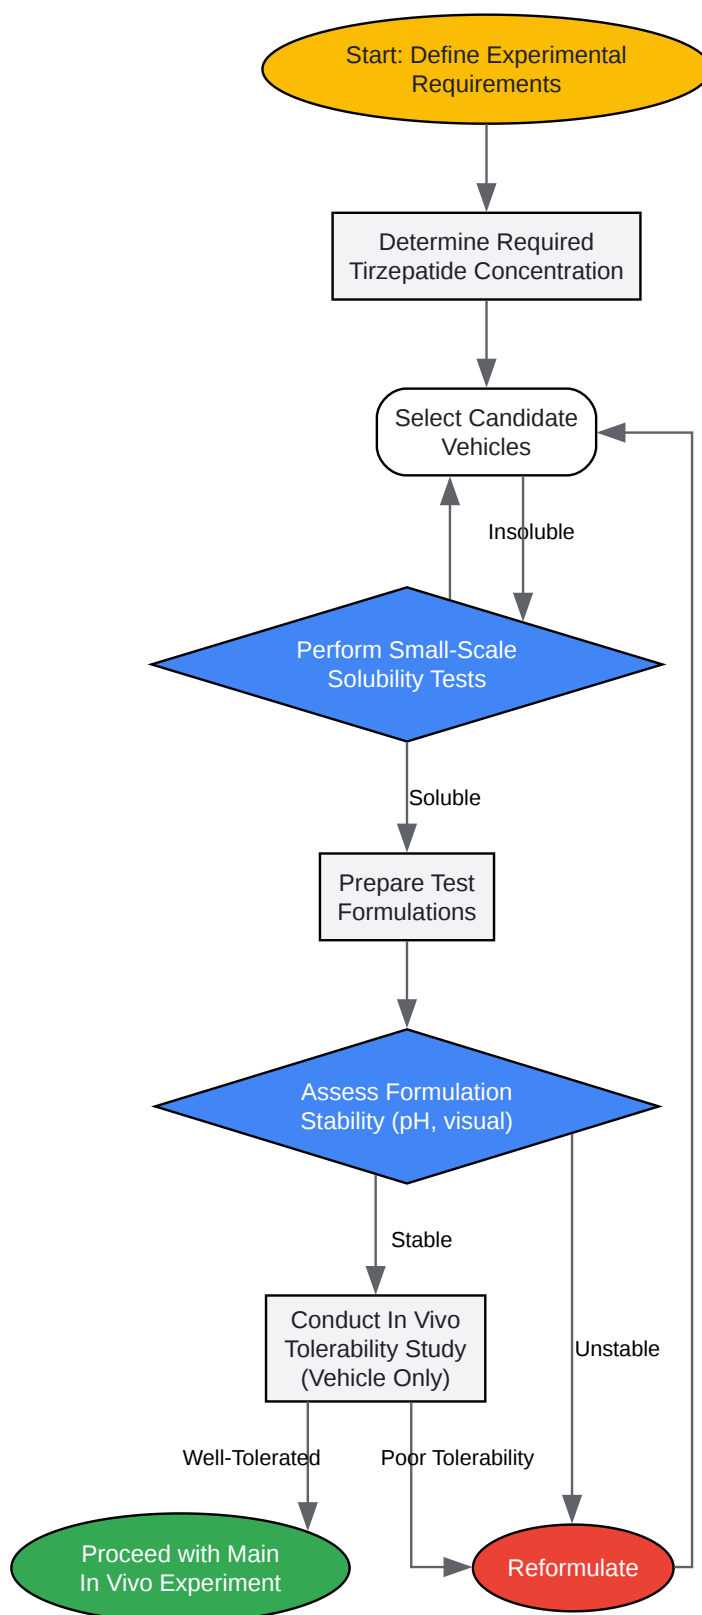 Start: Define Experimental
Requirements
Determine Required
Tirzepatide Concentration
Select Candidate
Vehicles
Insoluble
Perform Small-Scale
Solubility Tests
Soluble
Prepare Test
Formulations
Assess Formulation
Stability (pH, visual)
Stable
Conduct In Vivo
Tolerability Study
(Vehicle Only)
Unstable
Well-Tolerated
Poor Tolerability
Proceed with Main
In Vivo Experiment
Reformulate